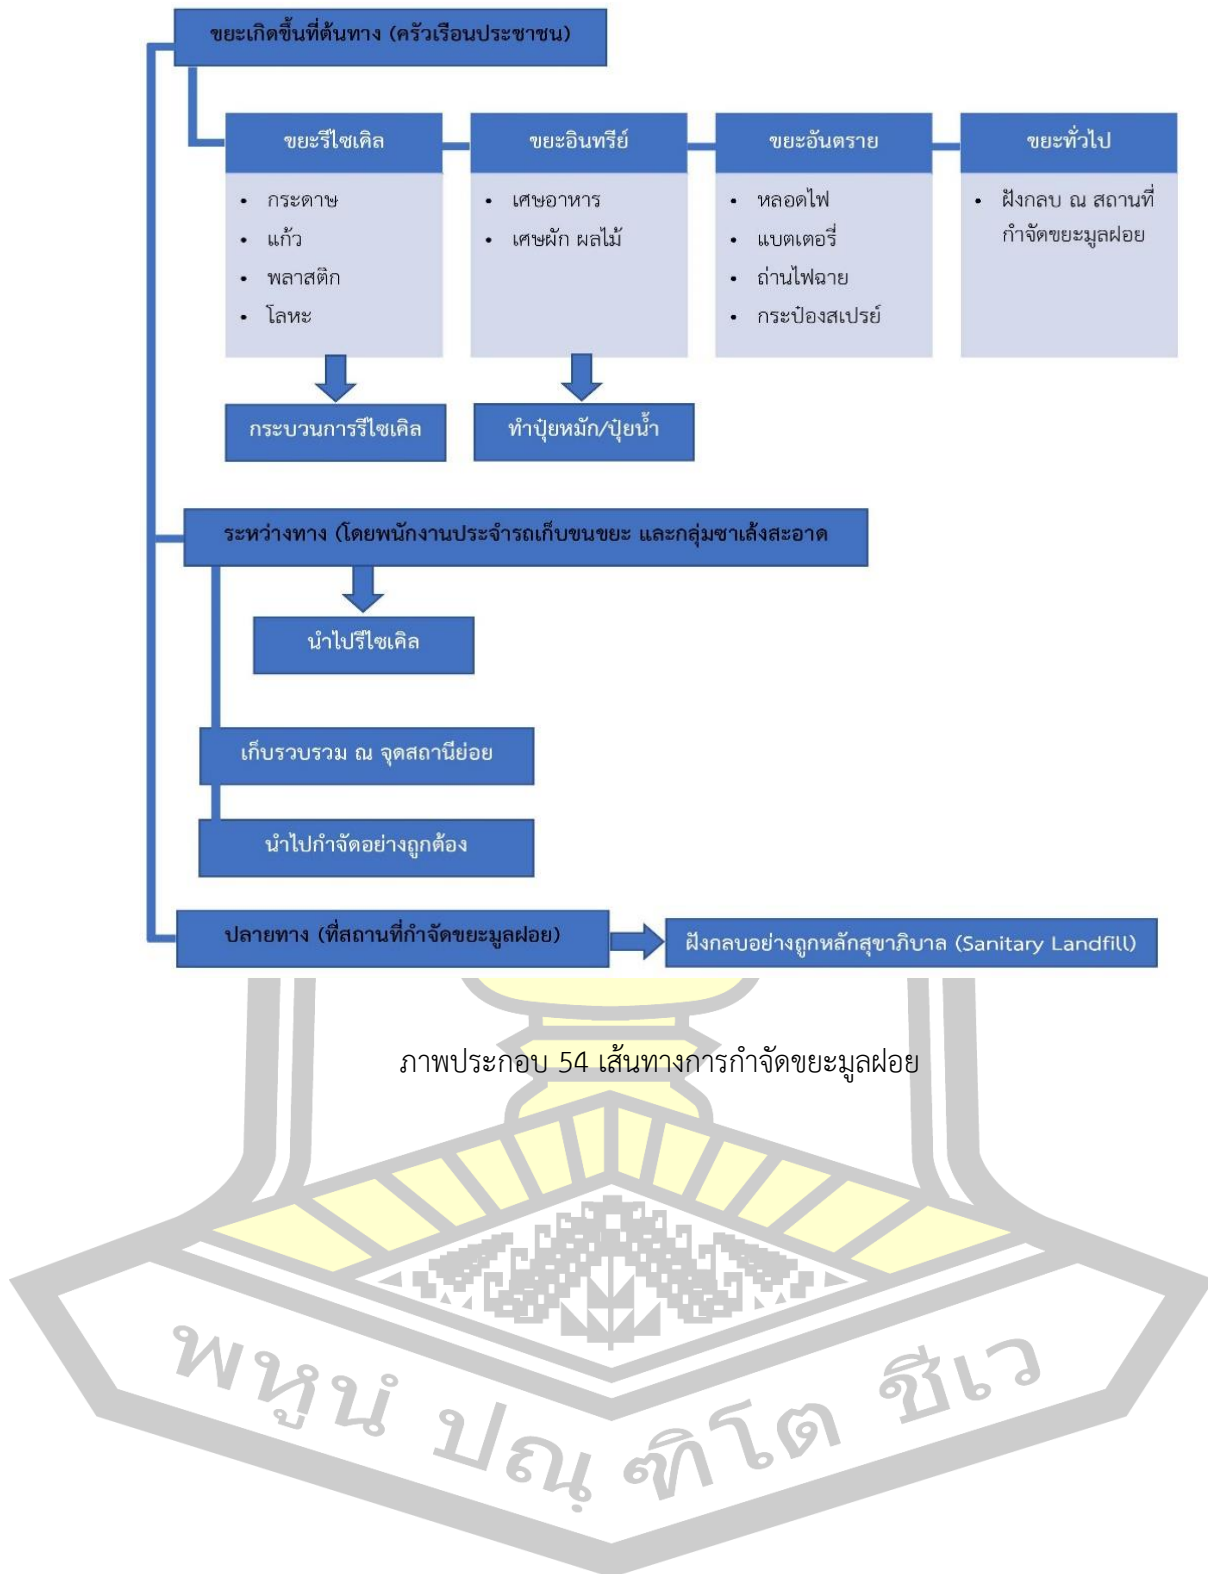 ขยะเกิดขึ้นที่ต้นทาง (ครัวเรือนประชาชน)
ขยะรีไซเคิล
• กระดาษ
• แก้ว
• พลาสติก
• โลหะ
กระบวนการรีไซเคิล
ขยะอินทรีย์
• เศษอาหาร
• เศษผัก ผลไม้
ทำปุ๋ยหมัก/ปุ๋ยน้ำ
ขยะอันตราย
• หลอดไฟ
• แบตเตอรี่
• ถ่านไฟฉาย
• กระป๋องสเปรย์
ขยะทั่วไป
• ฝังกลบ ณ สถานที่
กำจัดขยะมูลฝอย
ระหว่างทาง (โดยพนักงานประจำรถเก็บขนขยะ และกลุ่มซาเล้งสะอาด
นำไปรีไซเคิล
เก็บรวบรวม ณ จุดสถานีย่อย
นำไปกำจัดอย่างถูกต้อง
ปลายทาง (ที่สถานที่กำจัดขยะมูลฝอย)
ฝังกลบอย่างถูกหลักสุขาภิบาล (Sanitary Landfill)
ภาพประกอบ 54 เส้นทางการกำจัดขยะมูลฝอย
พหูนํ ปณฺฑิโต ชีเว